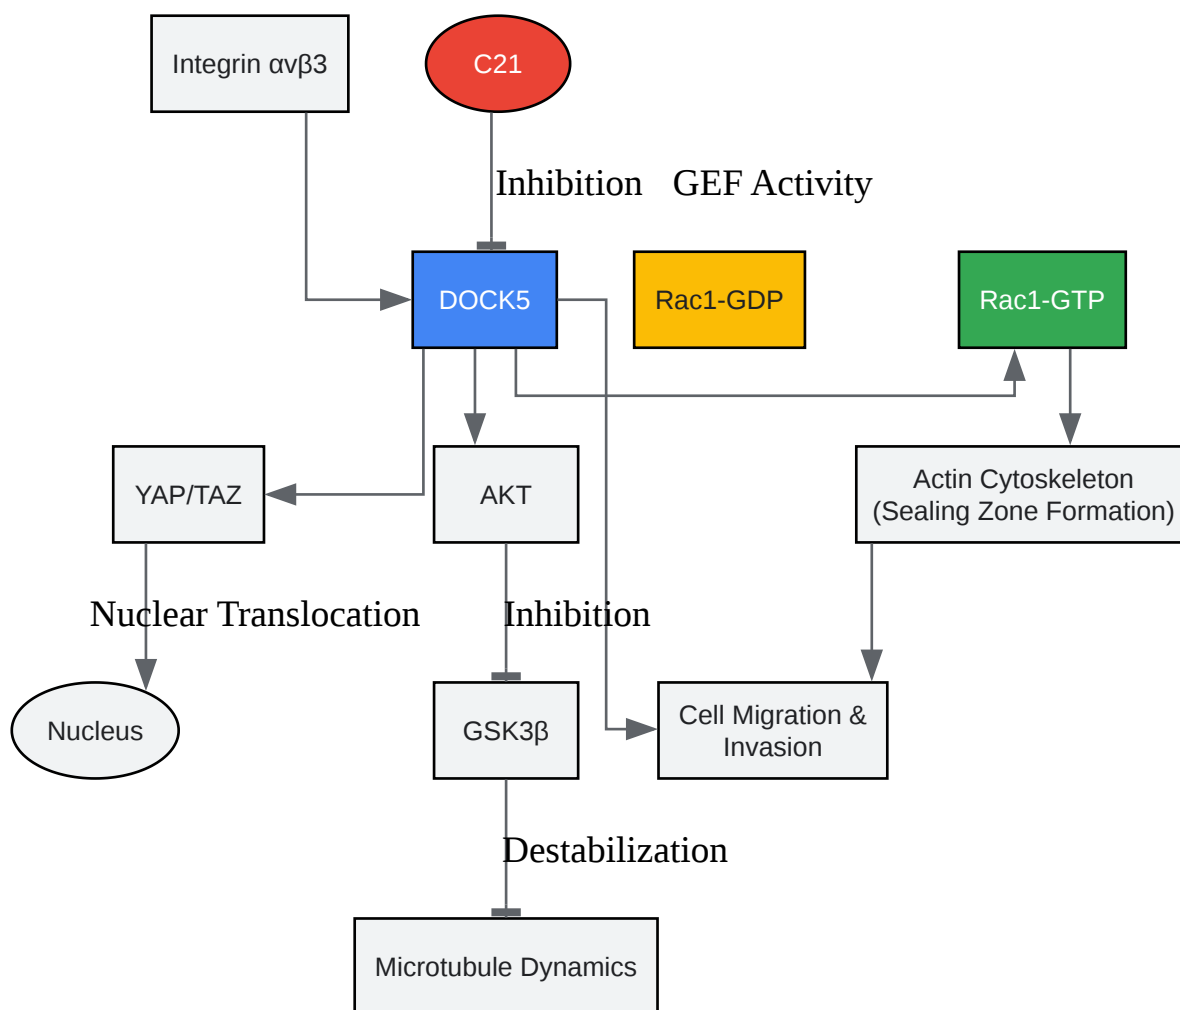 Integrin αvβ3
C21
Inhibition
GEF Activity
DOCK5
Rac1-GDP
Rac1-GTP
YAP/TAZ
AKT
Actin Cytoskeleton
(Sealing Zone Formation)
Nuclear Translocation
Inhibition
Nucleus
GSK3β
Cell Migration &
Invasion
Destabilization
Microtubule Dynamics